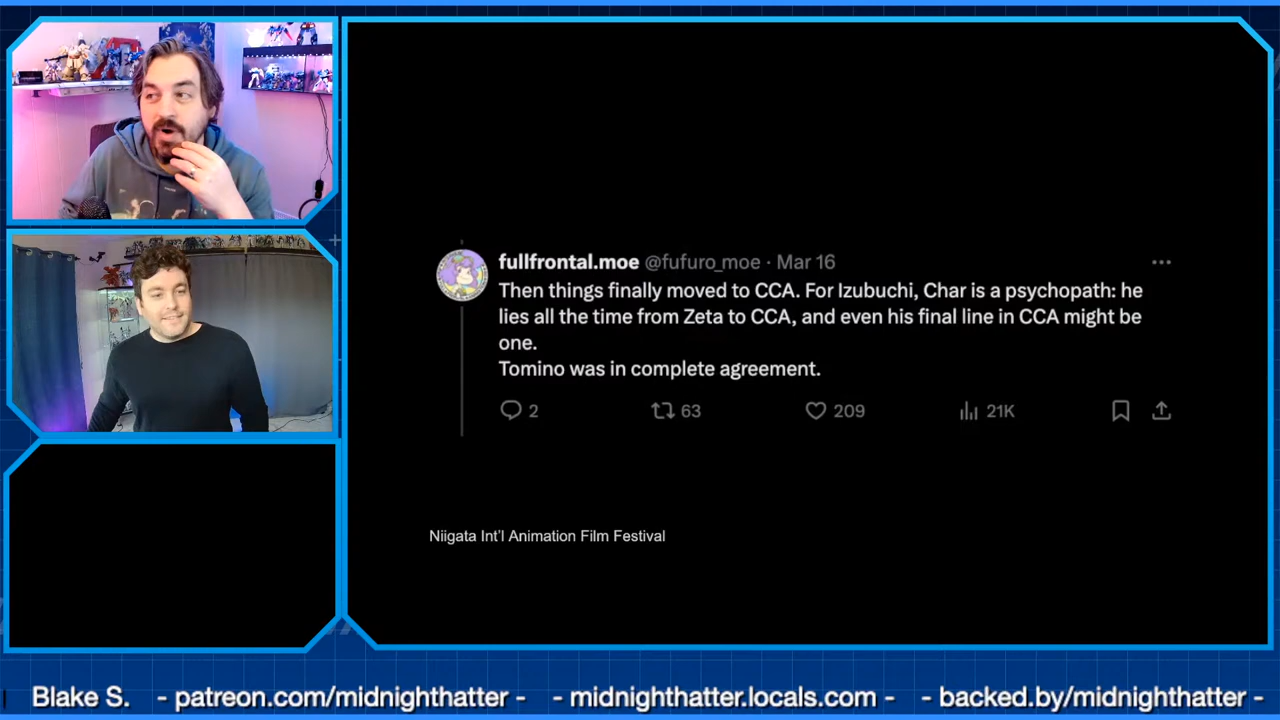 fullfrontal.moe @fufuro_moe · Mar 16
Then things finally moved to CCA. For Izubuchi, Char is a psychopath: he
lies all the time from Zeta to CCA, and even his final line in CCA might be
one.
Tomino was in complete agreement.
2 63 209 21K
Niigata Int'l Animation Film Festival
Blake S. - patreon.com/midnighthatter - - midnighthatter.locals.com - - backed.by/midnighthatter -